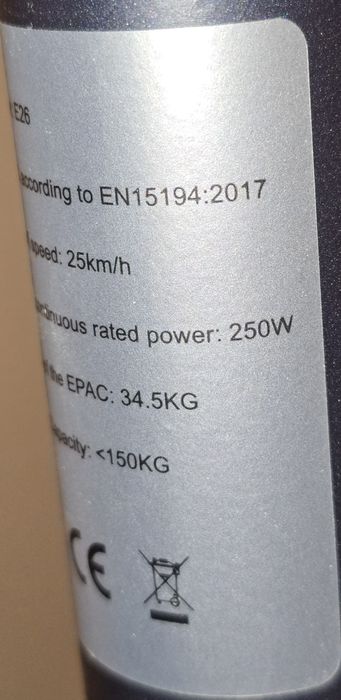 E26
according to EN15194:2017
speed: 25km/h
continuous rated power: 250W
the EPAC: 34.5KG
capacity: <150KG
CE